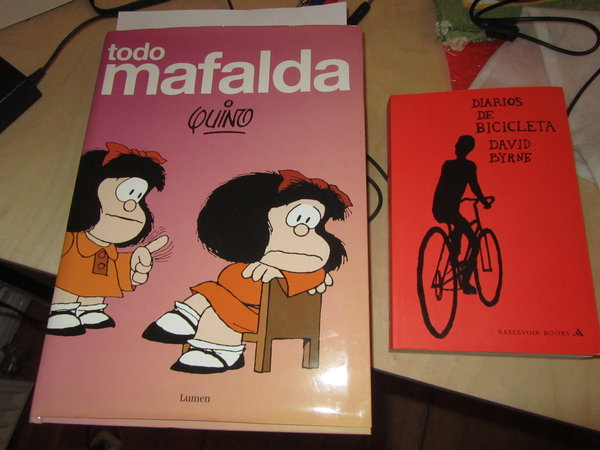 todo
mafalda
QUINO
Lumen
DIARIOS
DE
BICICLETA
DAVID
BYRNE
RESERVOIR BOOKS A